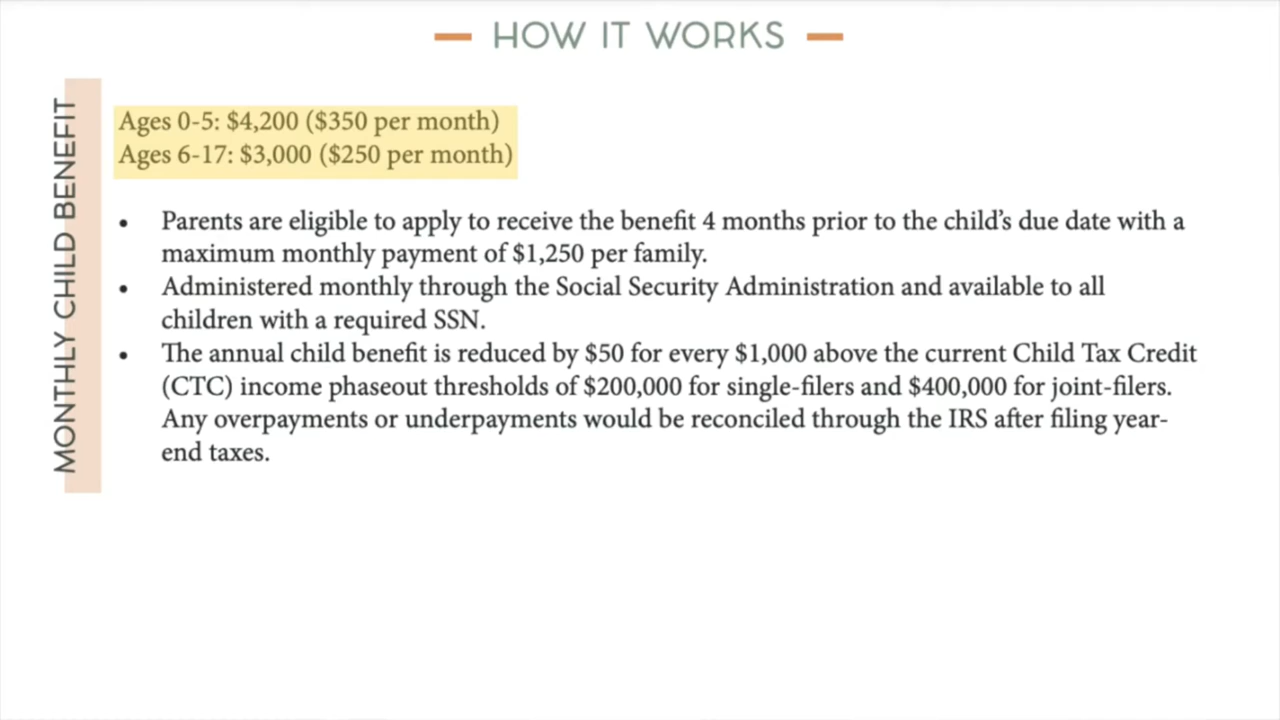 HOW IT WORKS
MONTHLY CHILD BENEFIT
Ages 0-5: $4,200 ($350 per month)
Ages 6-17: $3,000 ($250 per month)
• Parents are eligible to apply to receive the benefit 4 months prior to the child’s due date with a
maximum monthly payment of $1,250 per family.
• Administered monthly through the Social Security Administration and available to all
children with a required SSN.
• The annual child benefit is reduced by $50 for every $1,000 above the current Child Tax Credit
(CTC) income phaseout thresholds of $200,000 for single-filers and $400,000 for joint-filers.
Any overpayments or underpayments would be reconciled through the IRS after filing year-
end taxes.